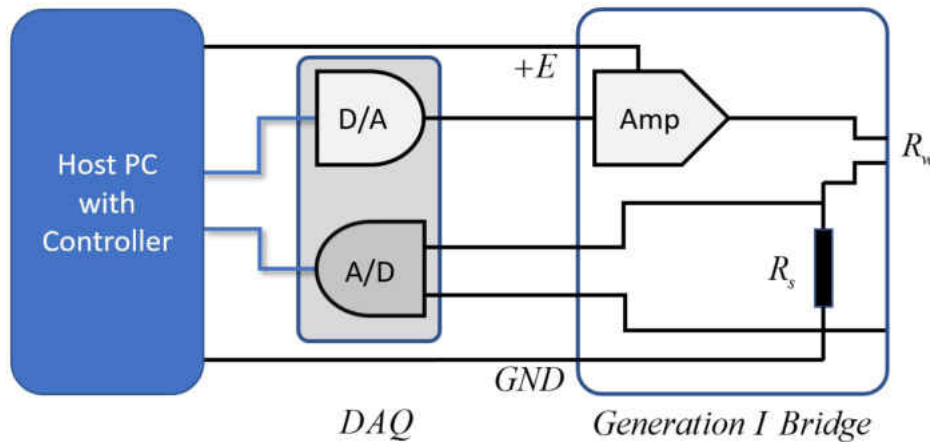 +E
D/A
Amp
R_w
Host PC
with
Controller
A/D
R_s
GND
DAQ
Generation I Bridge